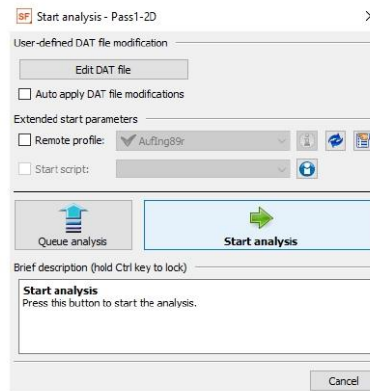 SF Start analysis - Pass1-2D
User-defined DAT file modification
Edit DAT file
Auto apply DAT file modifications
Extended start parameters
Remote profile: AufIng89r
Start script:
Queue analysis Start analysis
Brief description (hold Ctrl key to lock)
Start analysis
Press this button to start the analysis.
Cancel